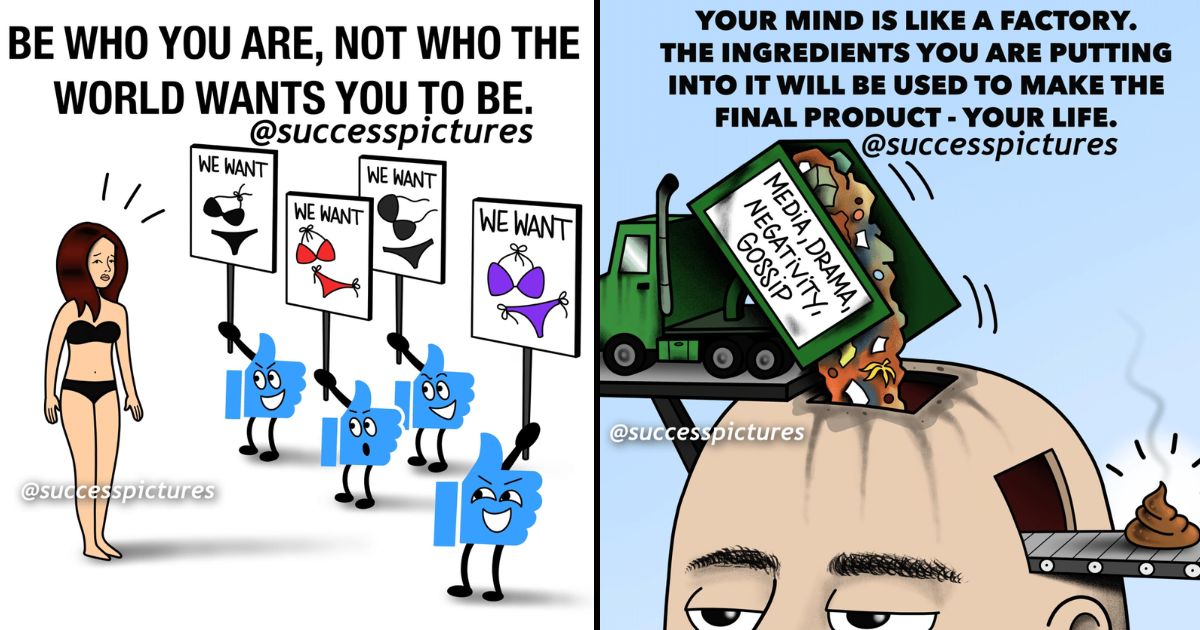 BE WHO YOU ARE, NOT WHO THE
WORLD WANTS YOU TO BE.
@successpictures
WE WANT
WE WANT
WE WANT
WE WANT
@successpictures
YOUR MIND IS LIKE A FACTORY.
THE INGREDIENTS YOU ARE PUTTING
INTO IT WILL BE USED TO MAKE THE
FINAL PRODUCT - YOUR LIFE.
@successpictures
MEDIA, DRAMA,
NEGATIVITY,
GOSSIP
@successpictures